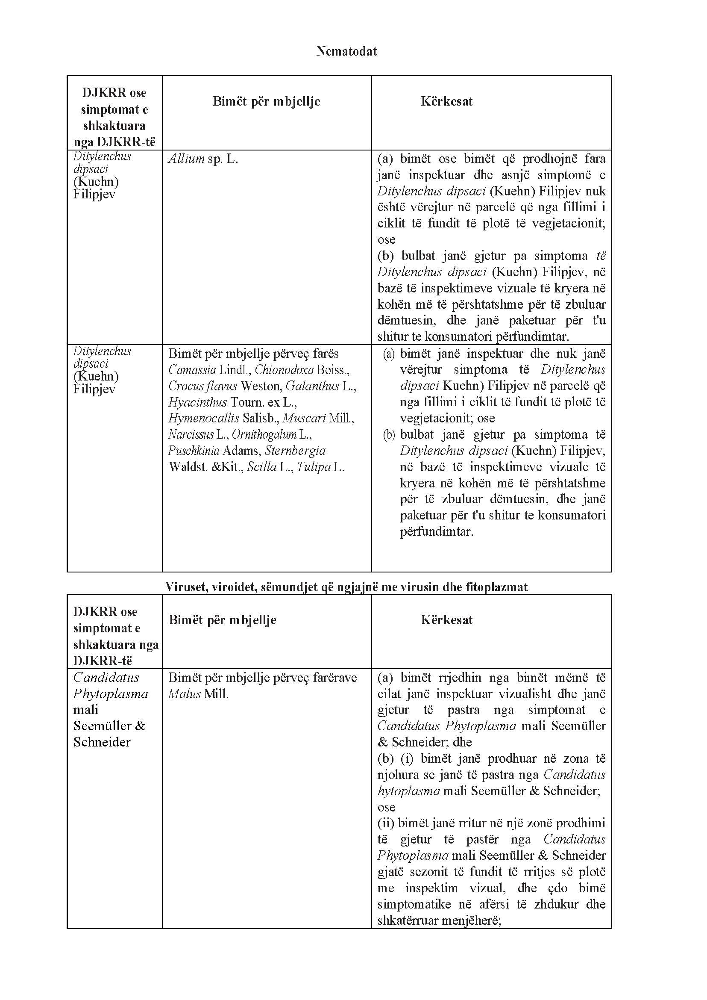 Nematodat
DJKRR ose
simptomat e
shkaktuara
nga DJKRR-të
Bimët për mbjellje
Kërkesat
Ditylenchus
dipsaci
(Kuehn)
Filipjev
Allium sp. L.
(a) bimët ose bimët që prodhojnë fara
janë inspektuar dhe asnjë simptomë e
Ditylenchus dipsaci (Kuehn) Filipjev nuk
është vërejtur në parcelë që nga fillimi i
ciklit të fundit të plotë të vegjetacionit;
ose
(b) bulbat janë gjetur pa simptoma të
Ditylenchus dipsaci (Kuehn) Filipjev, në
bazë të inspektimeve vizuale të kryera në
kohën më të përshtatshme për të zbuluar
dëmtuesin, dhe janë paketuar për t'u
shitur te konsumatori përfundimtar.
Ditylenchus
dipsaci
(Kuehn)
Filipjev
Bimët për mbjellje përveç farës
Camassia Lindl., Chionodoxa Boiss.,
Crocus flavus Weston, Galanthus L.,
Hyacinthus Tourn. ex L.,
Hymenocallis Salisb., Muscari Mill.,
Narcissus L., Ornithogalum L.,
Puschkinia Adams, Sternbergia
Waldst. &Kit., Scilla L., Tulipa L.
(a) bimët janë inspektuar dhe nuk janë
vërejtur simptoma të Ditylenchus
dipsaci Kuehn) Filipjev në parcelë që
nga fillimi i ciklit të fundit të plotë të
vegjetacionit; ose
(b) bulbat janë gjetur pa simptoma të
Ditylenchus dipsaci (Kuehn) Filipjev,
në bazë të inspektimeve vizuale të
kryera në kohën më të përshtatshme
për të zbuluar dëmtuesin, dhe janë
paketuar për t'u shitur te konsumatori
përfundimtar.
Viruset, viroidet, sëmundjet që ngjajnë me virusin dhe fitoplazmat
DJKRR ose
simptomat e
shkaktuara nga
DJKRR-të
Bimët për mbjellje
Kërkesat
Candidatus
Phytoplasma
mali
Seemüller &
Schneider
Bimët për mbjellje përveç farërave
Malus Mill.
(a) bimët rrjedhin nga bimët mëmë të
cilat janë inspektuar vizualisht dhe janë
gjetur të pastra nga simptomat e
Candidatus Phytoplasma mali Seemüller
& Schneider; dhe
(b) (i) bimët janë prodhuar në zona të
njohura se janë të pastra nga Candidatus
hytoplasma mali Seemüller & Schneider;
ose
(ii) bimët janë rritur në një zonë prodhimi
të gjetur të pastër nga Candidatus
Phytoplasma mali Seemüller & Schneider
gjatë sezonit të fundit të rritjes së plotë
me inspektim vizual, dhe çdo bimë
simptomatike në afërsi të zhdukur dhe
shkatërruar menjëherë;